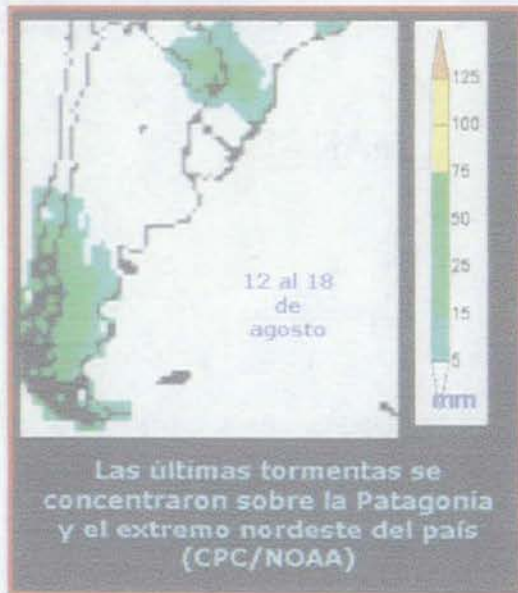 125
100
75
50
25
15
5
mm
12 al 18
de
agosto
Las últimas tormentas se
concentraron sobre la Patagonia
y el extremo nordeste del país
(CPC/NOAA)